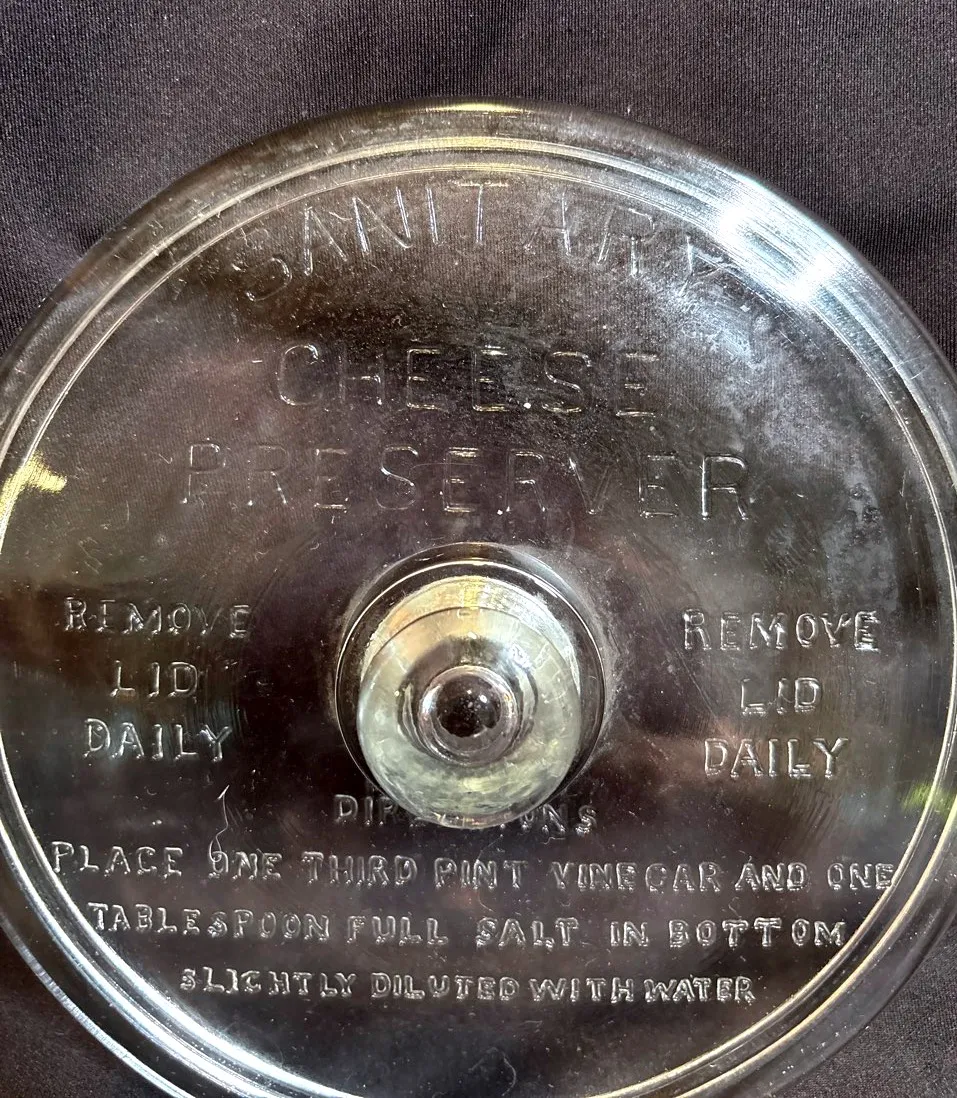 SANITARY
CHEESE
PRESERVER
REMOVE
LID
DAILY
REMOVE
LID
DAILY
DIRECTIONS
PLACE ONE THIRD PINT VINEGAR AND ONE
TABLESPOON FULL SALT IN BOTTOM
SLIGHTLY DILUTED WITH WATER